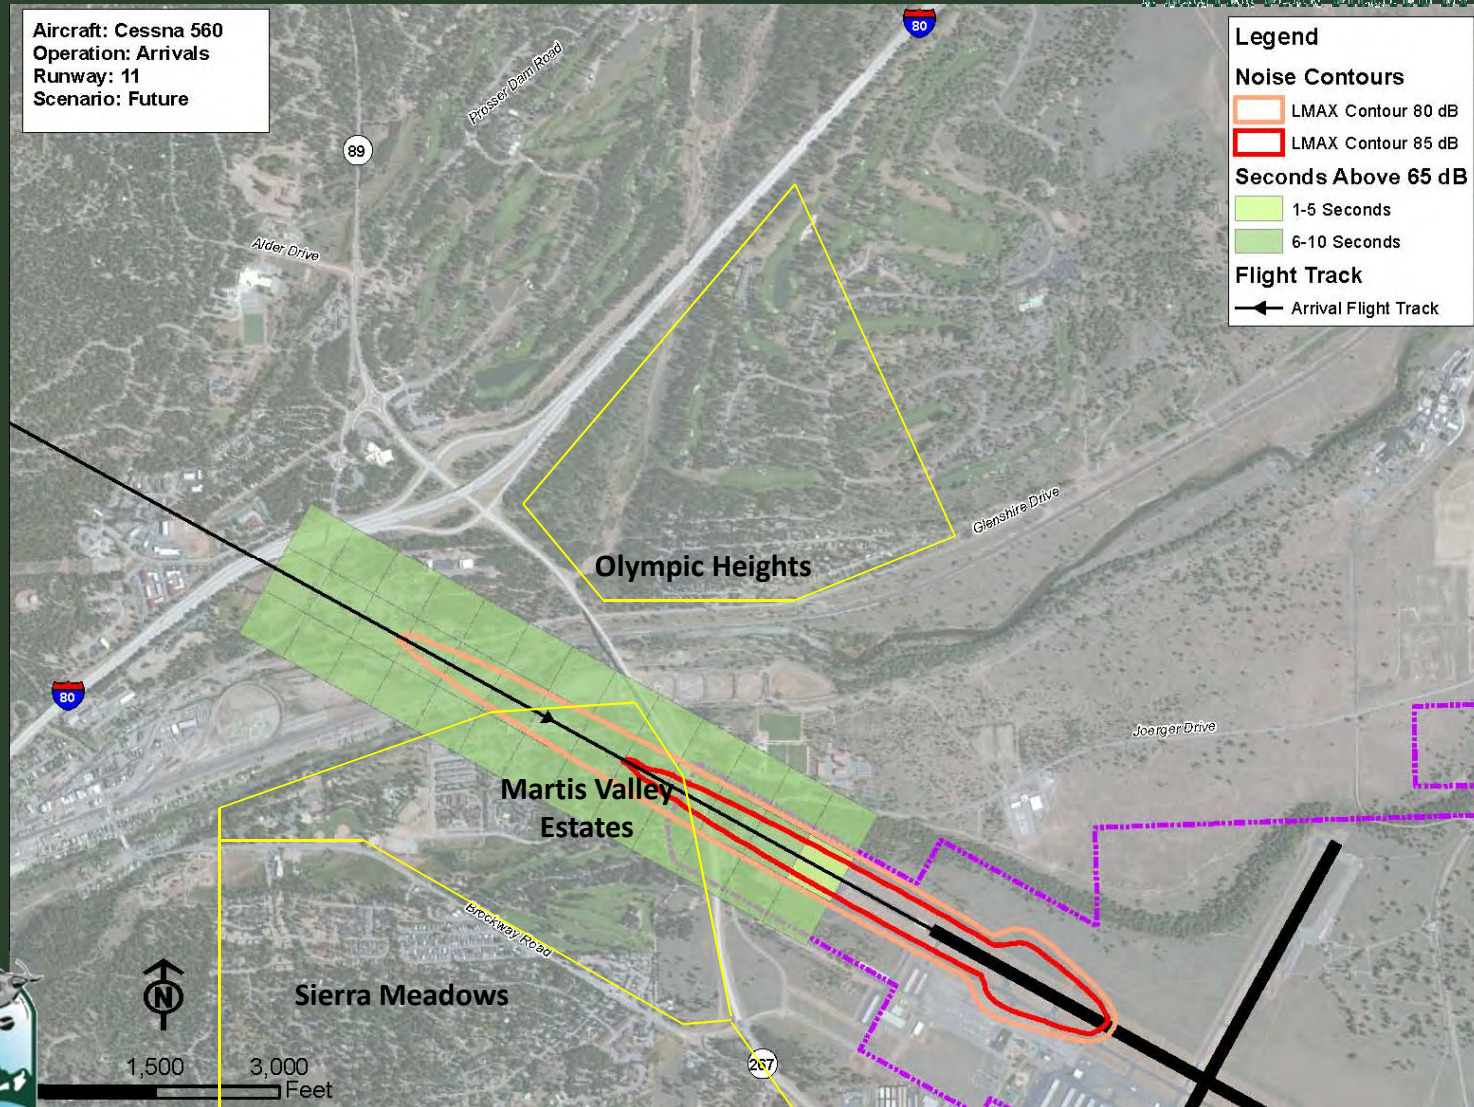 Aircraft: Cessna 560
Operation: Arrivals
Runway: 11
Scenario: Future
80
Legend
Noise Contours
LMAX Contour 80 dB
LMAX Contour 85 dB
Seconds Above 65 dB
1-5 Seconds
6-10 Seconds
Flight Track
Arrival Flight Track
Prosser Dam Road
89
Alder Drive
Glenshire Drive
Olympic Heights
80
Joerger Drive
Martis Valley
Estates
Brockway Road
Sierra Meadows
N
267
1,500 3,000
Feet